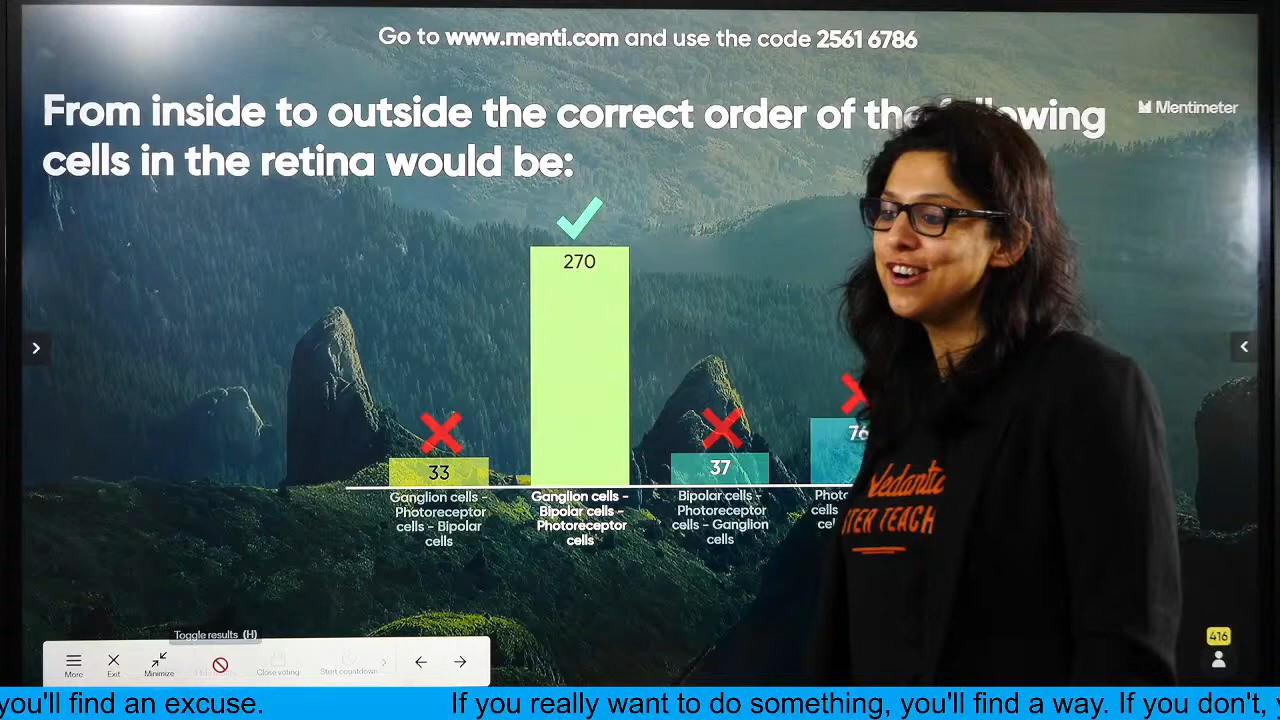 Go to www.menti.com and use the code 2561 6786
Mentimeter
From inside to outside the correct order of the
cells in the retina would be:
270
33
37
76
Ganglion cells -
Photoreceptor
cells - Bipolar
cells
Ganglion cells -
Bipolar cells -
Photoreceptor
cells
Bipolar cells -
Photoreceptor
cells - Ganglion
cells
Vedantu
TEACH
Toggle results (H)
More
Exit
Minimize
Close voting
Start countdown
416
you'll find an excuse.
If you really want to do something, you'll find a way. If you don't,